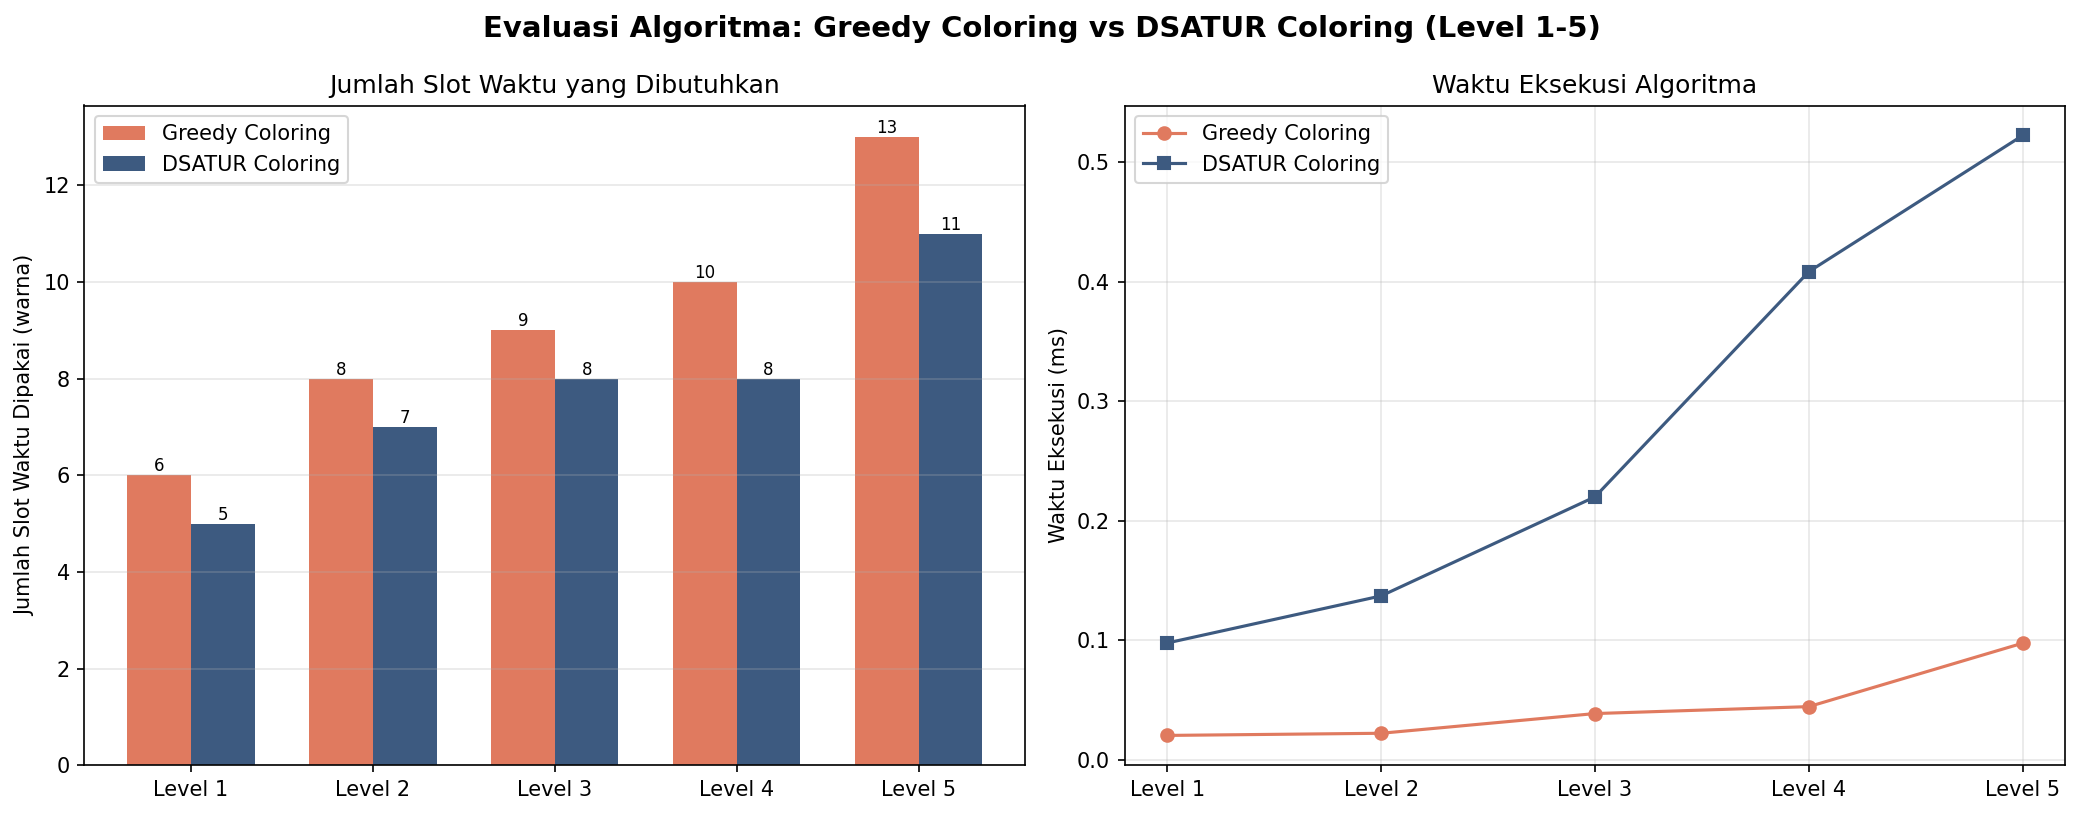 Evaluasi Algoritma: Greedy Coloring vs DSATUR Coloring (Level 1-5)
Jumlah Slot Waktu yang Dibutuhkan
Greedy Coloring
DSATUR Coloring
Jumlah Slot Waktu Dipakai (warna)
12
10
8
6
4
2
0
6
5
8
7
9
8
10
8
13
11
Level 1
Level 2
Level 3
Level 4
Level 5
Waktu Eksekusi Algoritma
Greedy Coloring
DSATUR Coloring
Waktu Eksekusi (ms)
0.5
0.4
0.3
0.2
0.1
0.0
Level 1
Level 2
Level 3
Level 4
Level 5